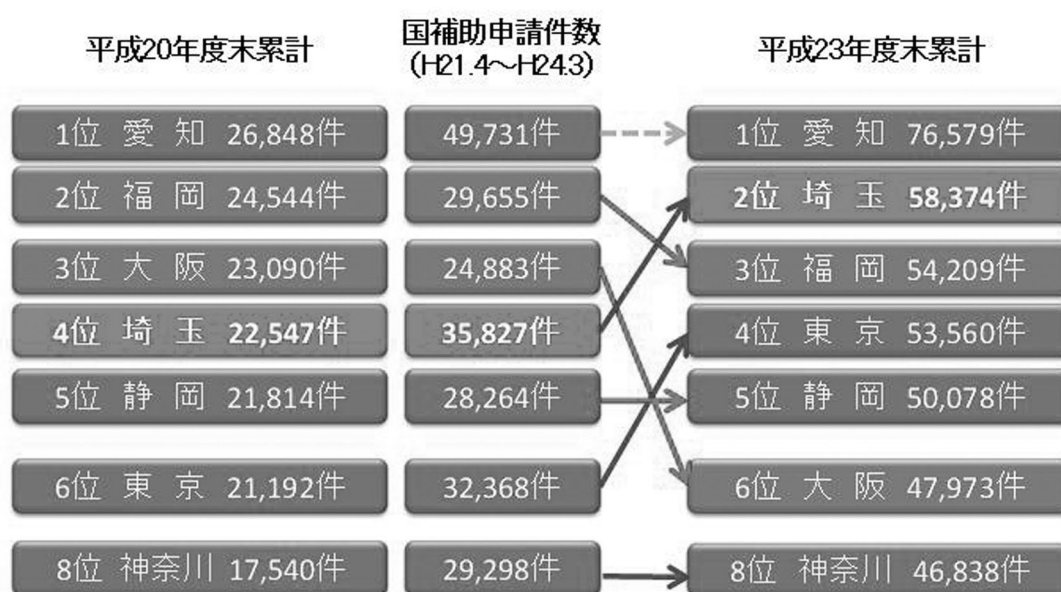 平成20年度末累計
国補助申請件数
(H21.4～H24.3)
平成23年度末累計
1位 愛 知 26,848件
49,731件
1位 愛 知 76,579件
2位 福 岡 24,544件
29,655件
2位 埼 玉 58,374件
3位 大 阪 23,090件
24,883件
3位 福 岡 54,209件
4位 埼 玉 22,547件
35,827件
4位 東 京 53,560件
5位 静 岡 21,814件
28,264件
5位 静 岡 50,078件
6位 東 京 21,192件
32,368件
6位 大 阪 47,973件
8位 神奈川 17,540件
29,298件
8位 神奈川 46,838件